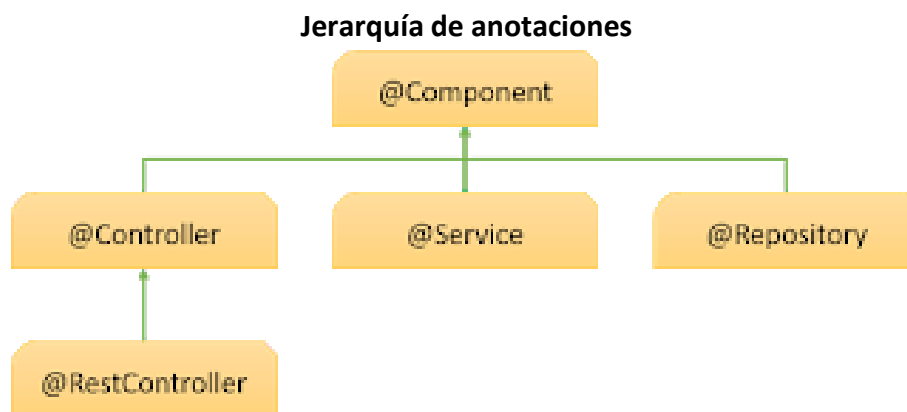 Jerarquía de anotaciones
@Component
@Controller
@Service
@Repository
@RestController